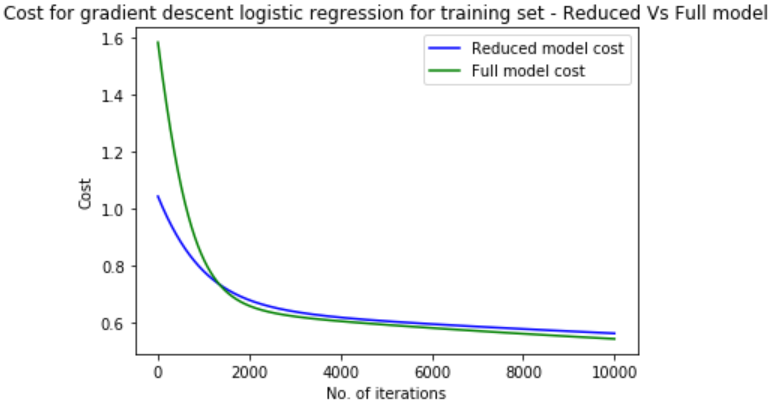 Cost for gradient descent logistic regression for training set - Reduced Vs Full model
1.6
1.4
1.2
1.0
0.8
0.6
Cost
Reduced model cost
Full model cost
0 2000 4000 6000 8000 10000
No. of iterations